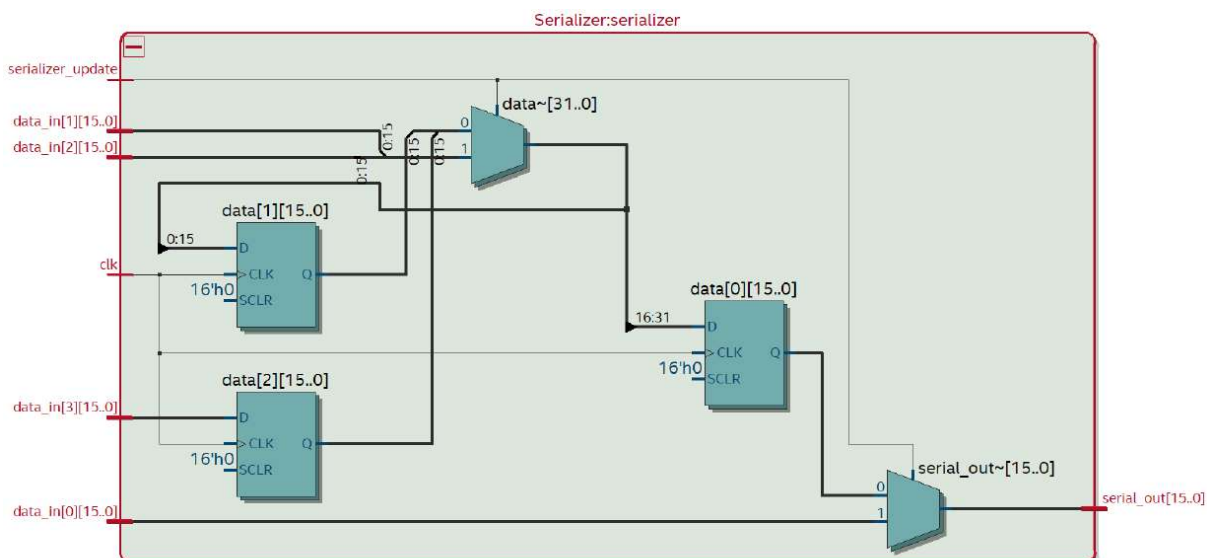 Serializer:serializer
serializer_update
data_in[1][15..0]
data_in[2][15..0]
0:15
0:15
0:15
0:15
0
1
data~[31..0]
data[1][15..0]
0:15
D
clk
CLK
Q
16'h0
SCLR
data[0][15..0]
16:31
D
CLK
Q
16'h0
SCLR
data[2][15..0]
data_in[3][15..0]
D
CLK
Q
16'h0
SCLR
serial_out~[15..0]
0
1
data_in[0][15..0]
serial_out[15..0]